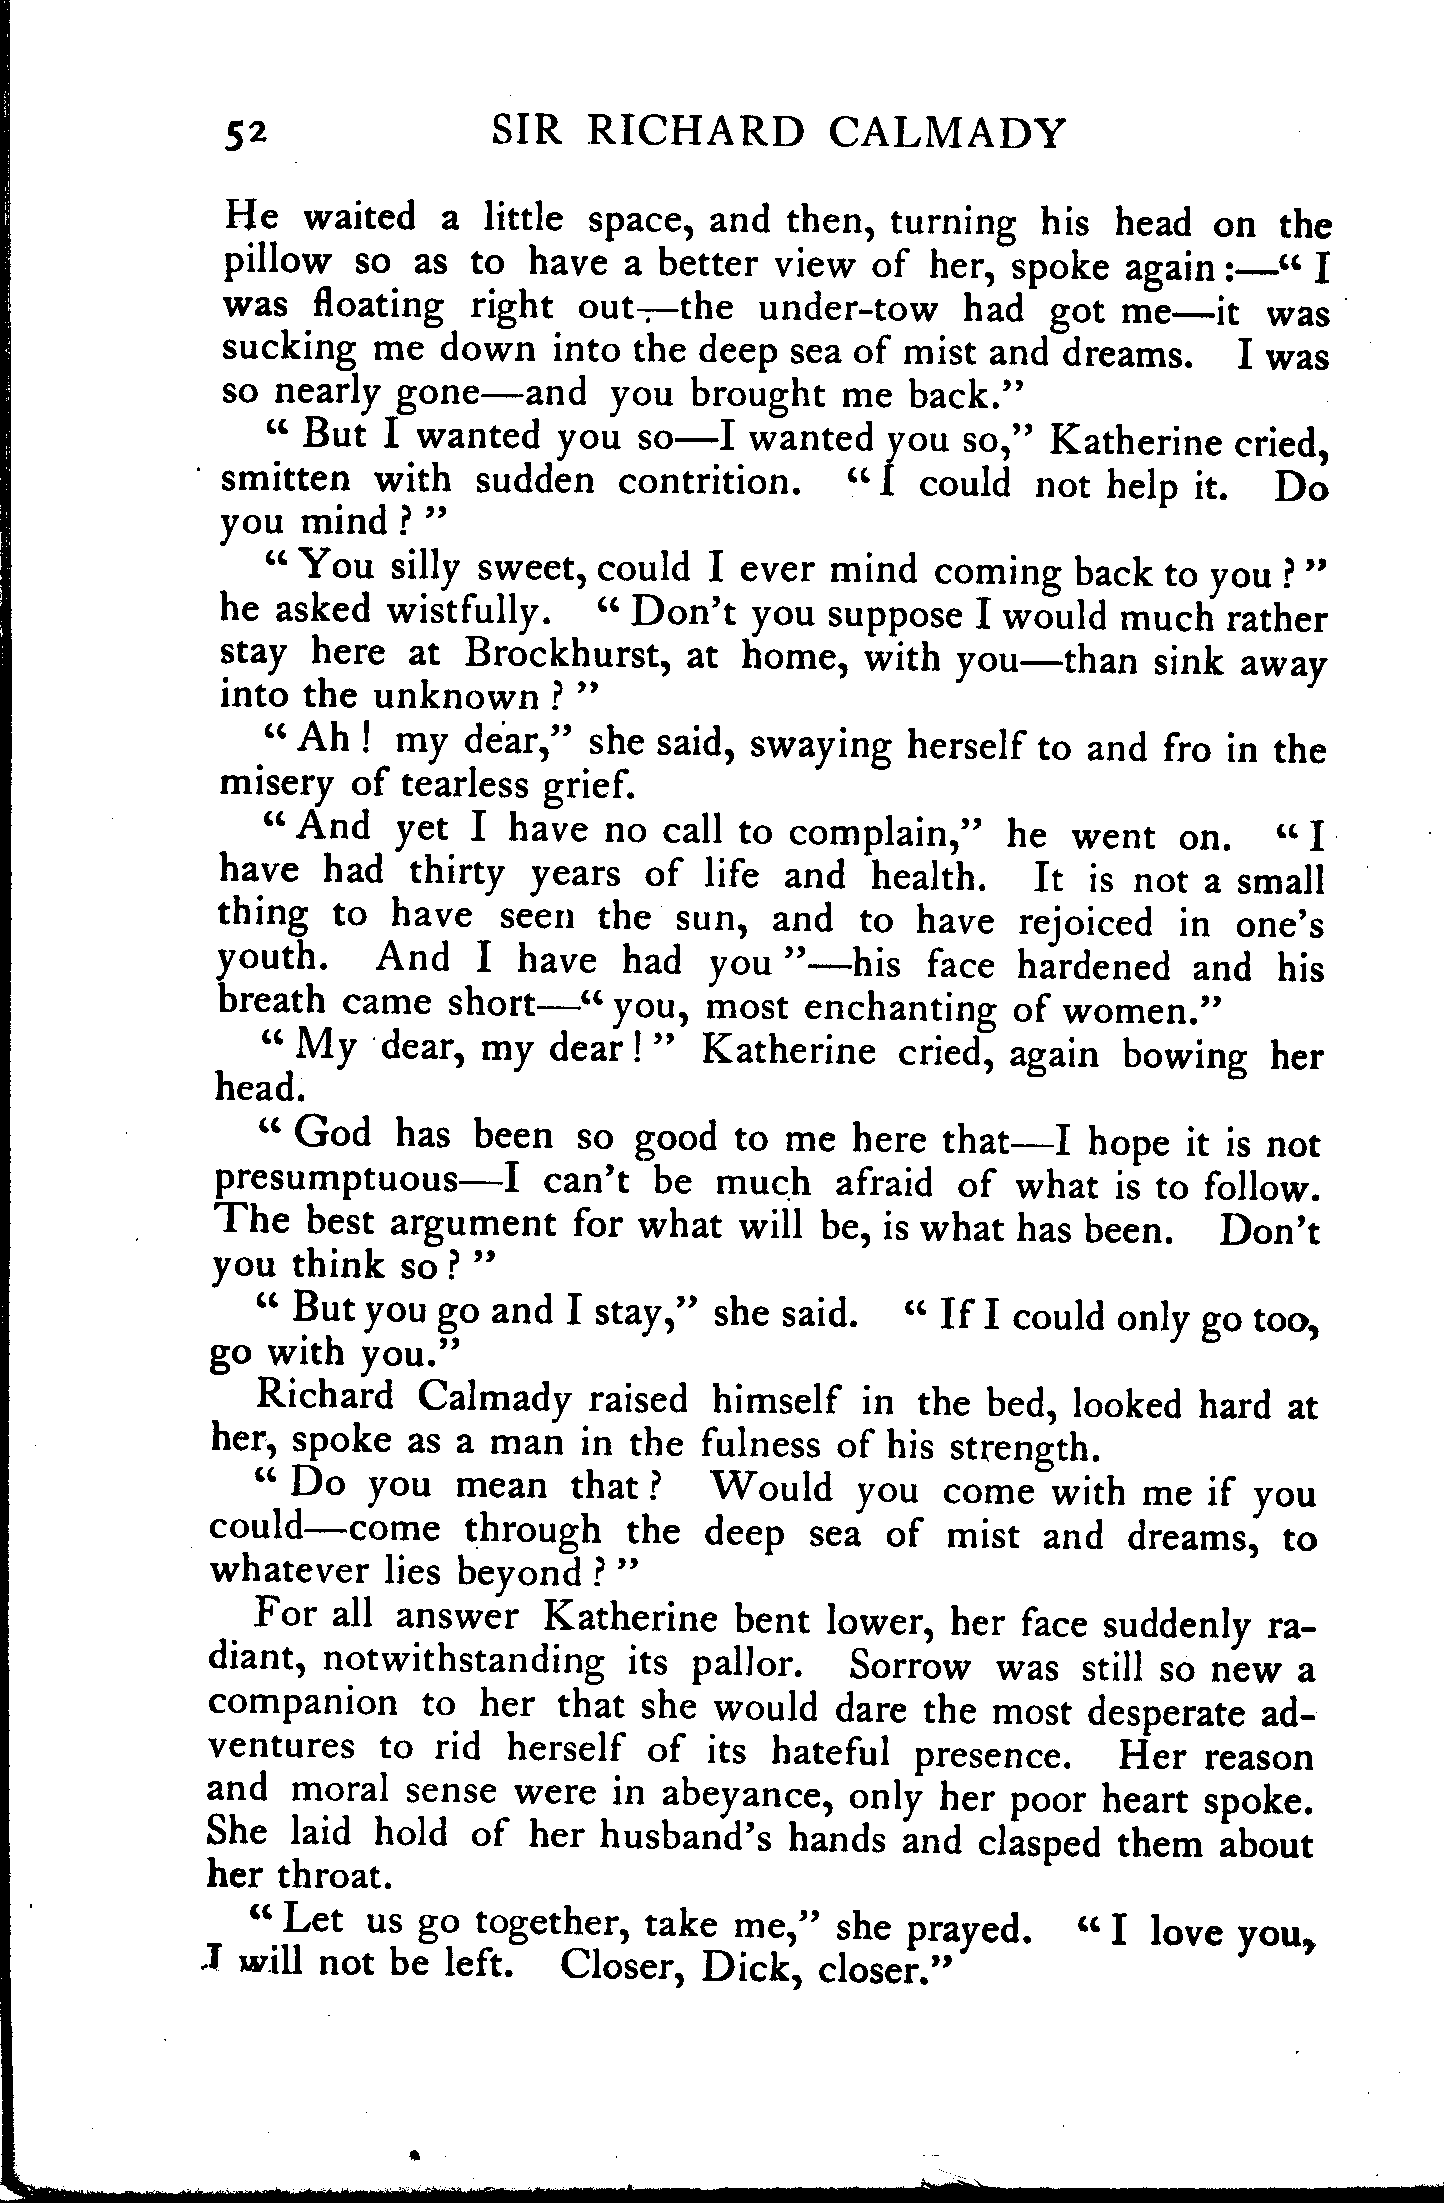 52 SIR RICHARD CALMADY
He waited a little space, and then, turning his head on the
pillow so as to have a better view of her, spoke again:—“ I
was floating right out—the under-tow had got me—it was
sucking me down into the deep sea of mist and dreams. I was
so nearly gone—and you brought me back.”
“ But I wanted you so—I wanted you so,” Katherine cried,
smitten with sudden contrition. “ I could not help it. Do
you mind ? ”
“ You silly sweet, could I ever mind coming back to you ? ”
he asked wistfully. “ Don’t you suppose I would much rather
stay here at Brockhurst, at home, with you—than sink away
into the unknown ? ”
“ Ah ! my dear,” she said, swaying herself to and fro in the
misery of tearless grief.
“ And yet I have no call to complain,” he went on. “ I
have had thirty years of life and health. It is not a small
thing to have seen the sun, and to have rejoiced in one’s
youth. And I have had you ”—his face hardened and his
breath came short—“ you, most enchanting of women.”
“ My dear, my dear ! ” Katherine cried, again bowing her
head.
“ God has been so good to me here that—I hope it is not
presumptuous—I can’t be much afraid of what is to follow.
The best argument for what will be, is what has been. Don’t
you think so ? ”
“ But you go and I stay,” she said. “ If I could only go too,
go with you.”
Richard Calmady raised himself in the bed, looked hard at
her, spoke as a man in the fulness of his strength.
“ Do you mean that ? Would you come with me if you
could—come through the deep sea of mist and dreams, to
whatever lies beyond ? ”
For all answer Katherine bent lower, her face suddenly ra-
diant, notwithstanding its pallor. Sorrow was still so new a
companion to her that she would dare the most desperate ad-
ventures to rid herself of its hateful presence. Her reason
and moral sense were in abeyance, only her poor heart spoke.
She laid hold of her husband’s hands and clasped them about
her throat.
“ Let us go together, take me,” she prayed. “ I love you,
I will not be left. Closer, Dick, closer.”